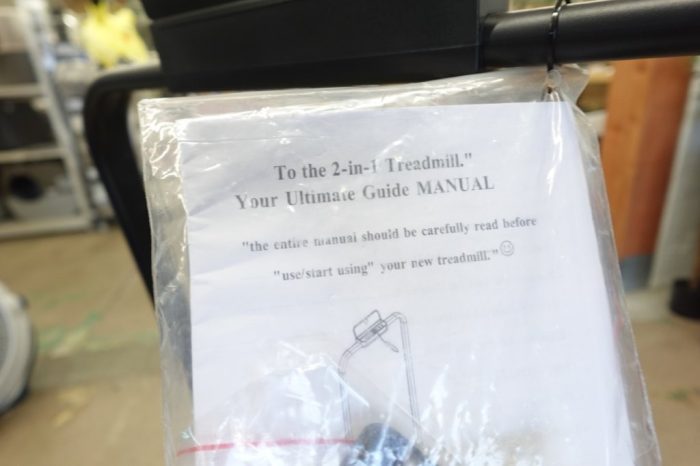 To the 2-in-1 Treadmill."
Your Ultimate Guide MANUAL
"the entire manual should be carefully read before
"use/start using" your new treadmill."☺